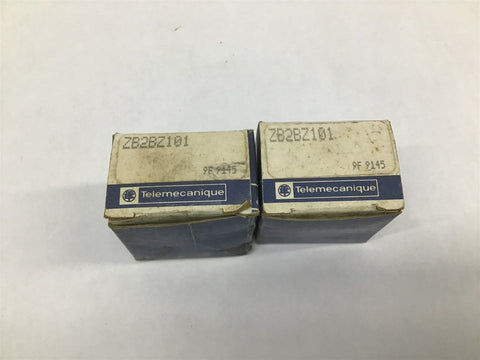 ZB2BZ101
9F 9145
Telemecanique
ZB2BZ101
9F 9145
Telemecanique